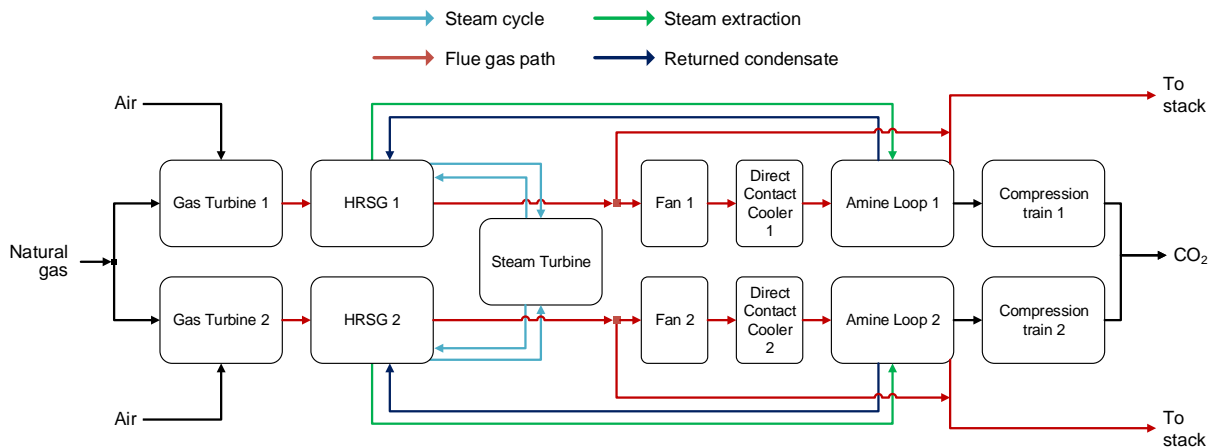 Steam cycle
Steam extraction
Flue gas path
Returned condensate
Air
To
stack
Gas Turbine 1
HRSG 1
Fan 1
Direct
Contact
Cooler
1
Amine Loop 1
Compression
train 1
Natural
gas
Steam Turbine
CO₂
Gas Turbine 2
HRSG 2
Fan 2
Direct
Contact
Cooler
2
Amine Loop 2
Compression
train 2
Air
To
stack